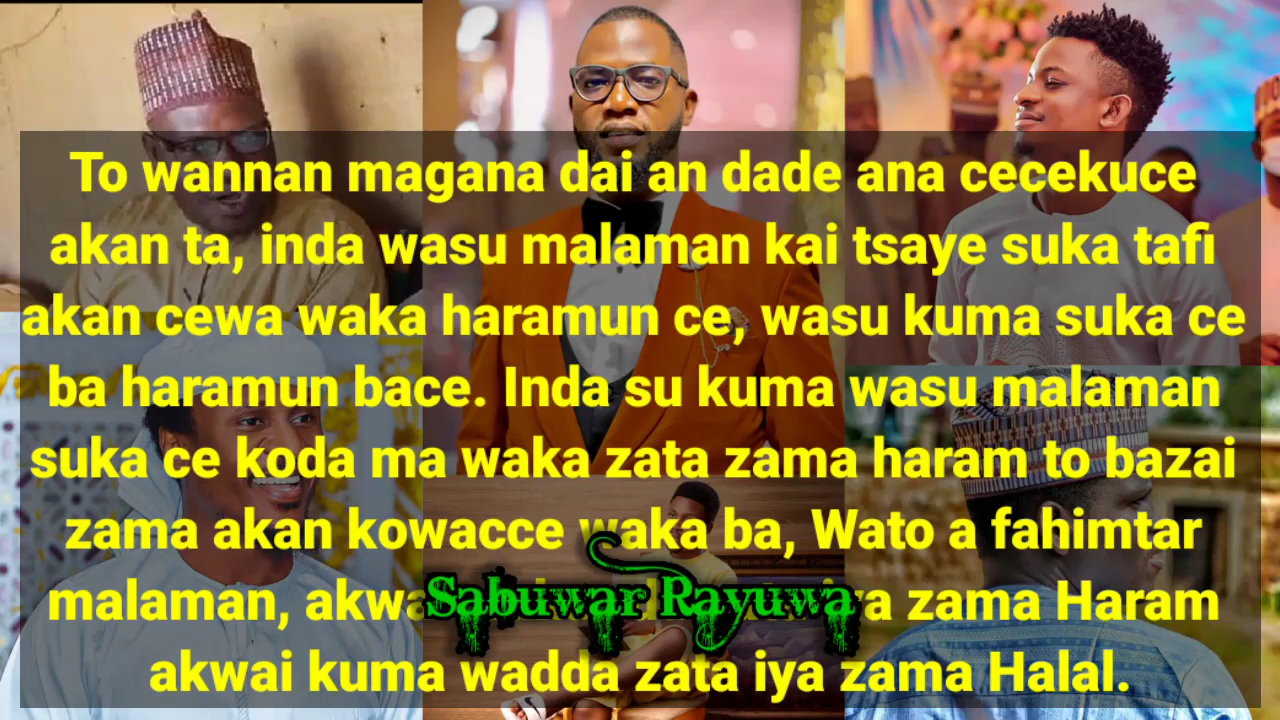 To wannan magana dai an dade ana cecekuce
akan ta, inda wasu malaman kai tsaye suka tafi
akan cewa waka haramun ce, wasu kuma suka ce
ba haramun bace. Inda su kuma wasu malaman
suka ce koda ma waka zata zama haram to bazai
zama akan kowacce waka ba, Wato a fahimtar
malaman, zama Haram
akwai kuma wadda zata iya zama Halal.
Sabuwar Rayuwa